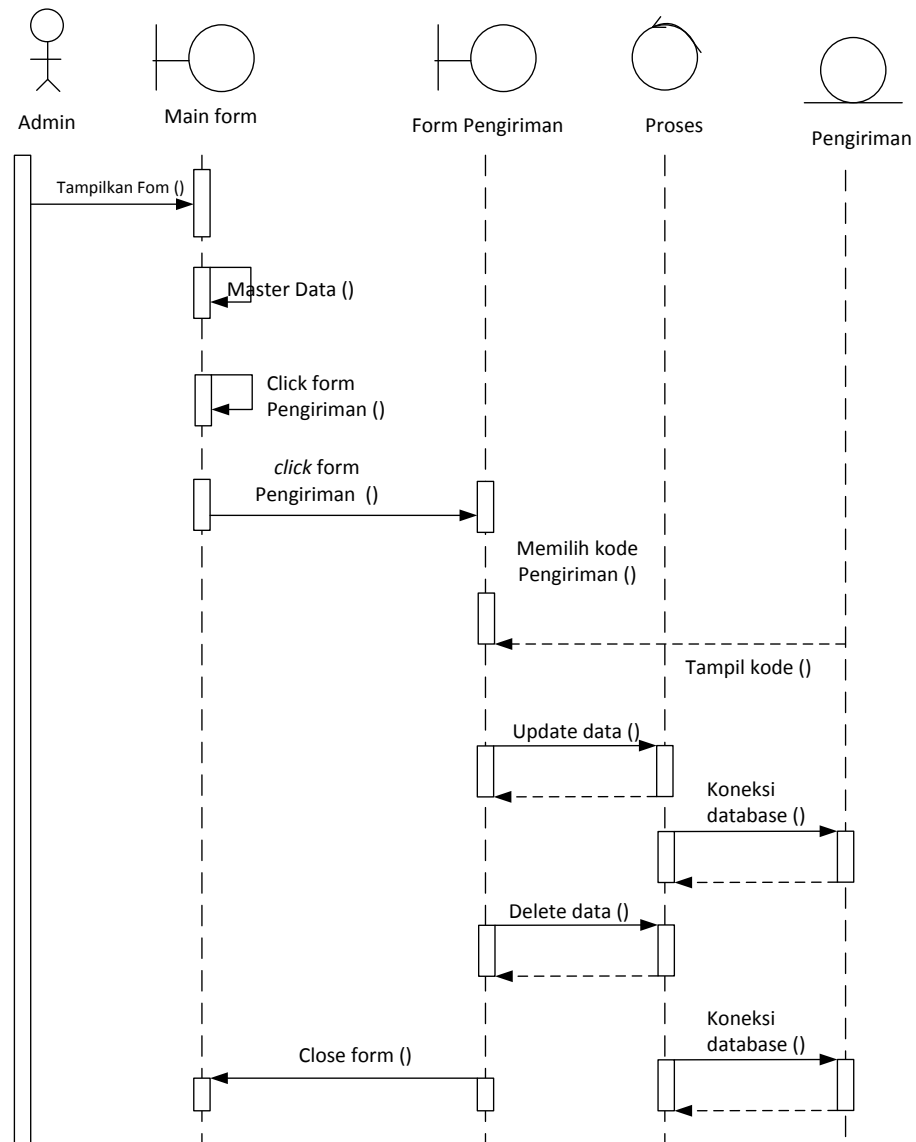 Admin
Main form
Form Pengiriman
Proses
Pengiriman
Tampilkan Fom ()
Master Data ()
Click form
Pengiriman ()
click form
Pengiriman ()
Memilih kode
Pengiriman ()
Tampil kode ()
Update data ()
Koneksi
database ()
Delete data ()
Koneksi
database ()
Close form ()